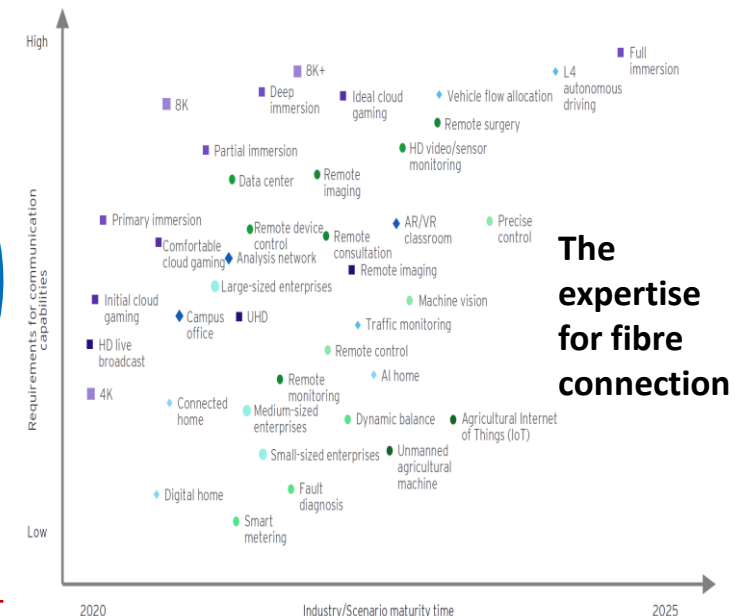 High
Full
immersion
8K+
L4
autonomous
driving
Deep
immersion
Ideal cloud
gaming
Vehicle flow allocation
8K
Remote surgery
HD video/sensor
monitoring
Partial immersion
Data center
Remote
imaging
Primary immersion
Remote device
control
Remote
consultation
AR/VR
classroom
Precise
control
Comfortable
cloud gaming
Analysis network
Remote imaging
Large-sized enterprises
Initial cloud
gaming
Machine vision
Campus
office
UHD
Traffic monitoring
HD live
broadcast
Remote control
4K
Remote
monitoring
AI home
Connected
home
Medium-sized
enterprises
Dynamic balance
Agricultural Internet
of Things (IoT)
Small-sized enterprises
Unmanned
agricultural
machine
Digital home
Fault
diagnosis
Smart
metering
Low
Requirements for communication
capabilities
2020
Industry/Scenario maturity time
2025
The
expertise
for fibre
connection